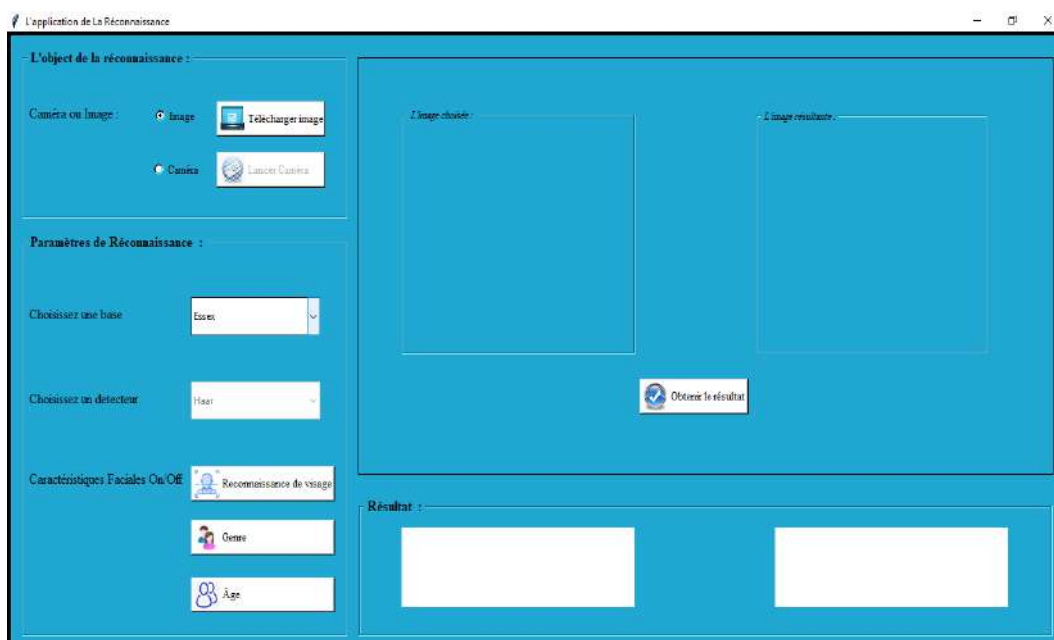 L'application de La Réconnaissance
L'object de la réconnaissance :
Caméra ou Image :
Image
Télécharger image
Caméra
Lancer Caméra
Paramètres de Réconnaissance :
Choisissez une base
Essex
Choisissez un détecteur
Haar
Caractéristiques Faciales On/Off
Reconnaissance de visage
Genre
Âge
L'image choisée :
L'image résultante :
Obtenir le résultat
Résultat :